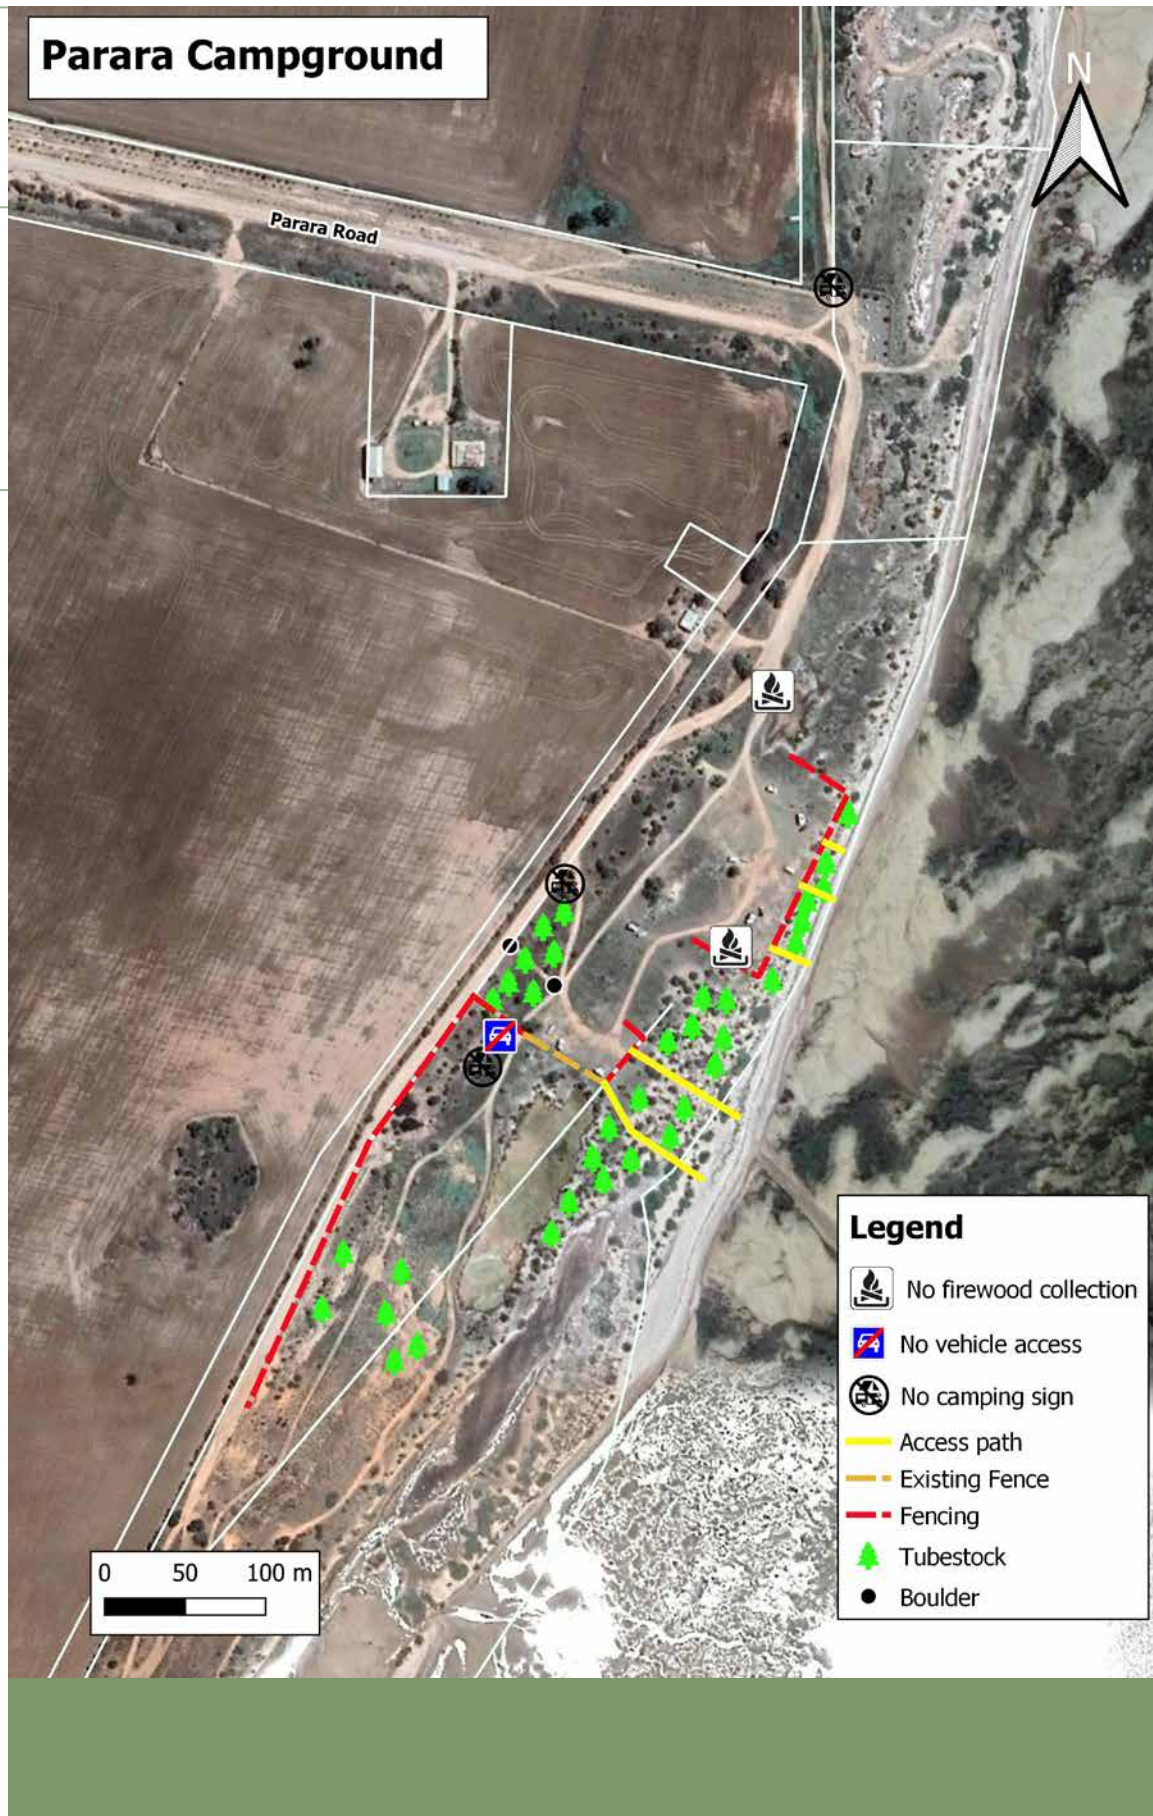 Parara Campground
N
Parara Road
Legend
No firewood collection
No vehicle access
No camping sign
Access path
Existing Fence
Fencing
Tubestock
Boulder
0 50 100 m